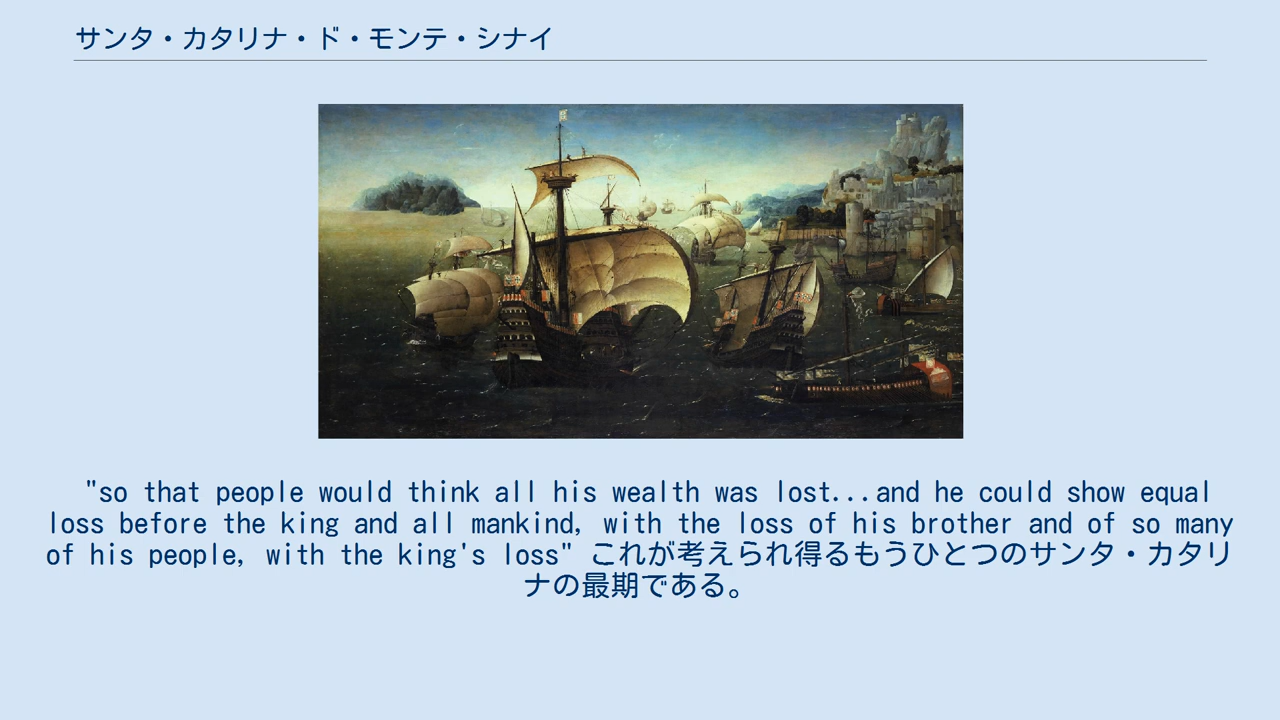 サンタ・カタリナ・ド・モンテ・シナイ
"so that people would think all his wealth was lost...and he could show equal
loss before the king and all mankind, with the loss of his brother and of so many
of his people, with the king's loss" これが考えられ得るもうひとつのサンタ・カタリ
ナの最期である。